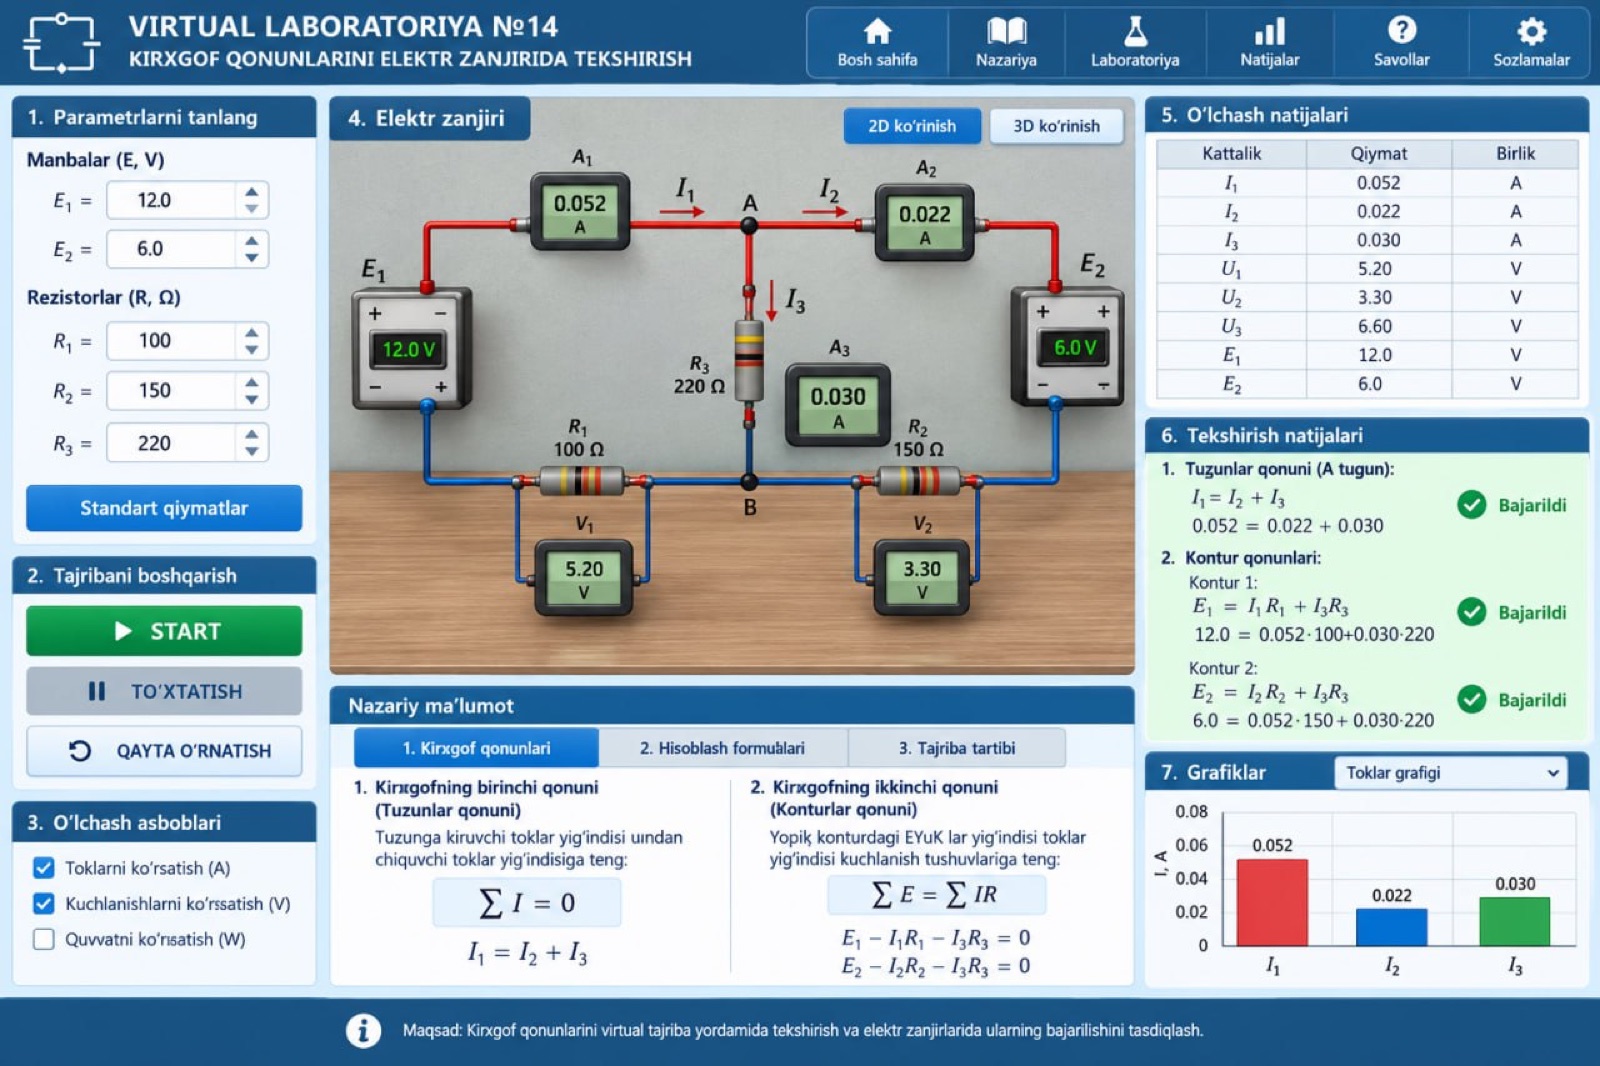 VIRTUAL LABORATORIYA №14
KIRXGOF QONUNLARINI ELEKTR ZANJIRIDA TEKSHIRISH
Bosh sahifa
Nazariya
Laboratoriya
Natijalar
?
Savollar
Sozlamalar
1. Parametrlarni tanlang
Manbalar (E, V)
E₁ = 12.0
E₂ = 6.0
Rezistorlar (R, Ω)
R₁ = 100
R₂ = 150
R₃ = 220
Standart qiymatlar
2. Tajribani boshqarish
START
TO‘XTATISH
QAYTA O‘RNATISH
3. O‘lchash asboblari
Toklarni ko‘rsatish (A)
Kuchlanishlarni ko‘rsatish (V)
Quvvatni ko‘rsatish (W)
4. Elektr zanjiri
2D ko‘rinish
3D ko‘rinish
A₁
0.052
A
I₁
A
I₂
A₂
0.022
A
E₁
+ −
12.0 V
− +
I₃
R₃
220 Ω
A₃
0.030
A
E₂
+ +
6.0 V
− ÷
R₁
100 Ω
R₂
150 Ω
B
V₁
5.20
V
V₂
3.30
V
Nazariy ma’lumot
1. Kirxgof qonunlari
2. Hisoblash formulalari
3. Tajriba tartibi
1. Kirxgofning birinchi qonuni
(Tuzunlar qonuni)
Tuzunga kiruvchi toklar yig‘indisi undan
chiquvchi toklar yig‘indisiga teng:
∑ I = 0
I₁ = I₂ + I₃
2. Kirxgofning ikkinchi qonuni
(Konturlar qonuni)
Yopiқ konturdagi EYuK lar yig‘indisi toklar
yig‘indisi kuchlanish tushuvlariga teng:
∑ E = ∑ IR
E₁ − I₁R₁ − I₃R₃ = 0
E₂ − I₂R₂ − I₃R₃ = 0
5. O‘lchash natijalari
Kattalik Qiymat Birlik
I₁ 0.052 A
I₂ 0.022 A
I₃ 0.030 A
U₁ 5.20 V
U₂ 3.30 V
U₃ 6.60 V
E₁ 12.0 V
E₂ 6.0 V
6. Tekshirish natijalari
1. Tuzunlar qonuni (A tugun):
I₁ = I₂ + I₃
0.052 = 0.022 + 0.030
Bajarildi
2. Kontur qonunlari:
Kontur 1:
E₁ = I₁ R₁ + I₃R₃
12.0 = 0.052·100+0.030·220
Bajarildi
Kontur 2:
E₂ = I₂ R₂ + I₃R₃
6.0 = 0.052·150 + 0.030·220
Bajarildi
7. Grafiklar
Toklar grafigi
I, A
0.08
0.06
0.04
0.02
0
0.052
0.022
0.030
I₁ I₂ I₃
i
Maqsad: Kirxgof qonunlarini virtual tajriba yordamida tekshirish va elektr zanjirlarida ularning bajarilishini tasdiqlash.